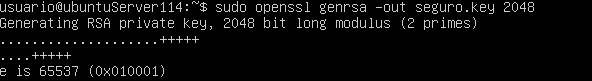 usuario@ubuntuServer114:~$ sudo openssl genrsa -out seguro.key 2048
Generating RSA private key, 2048 bit long modulus (2 primes)
....................+++++
....+++++
e is 65537 (0x010001)